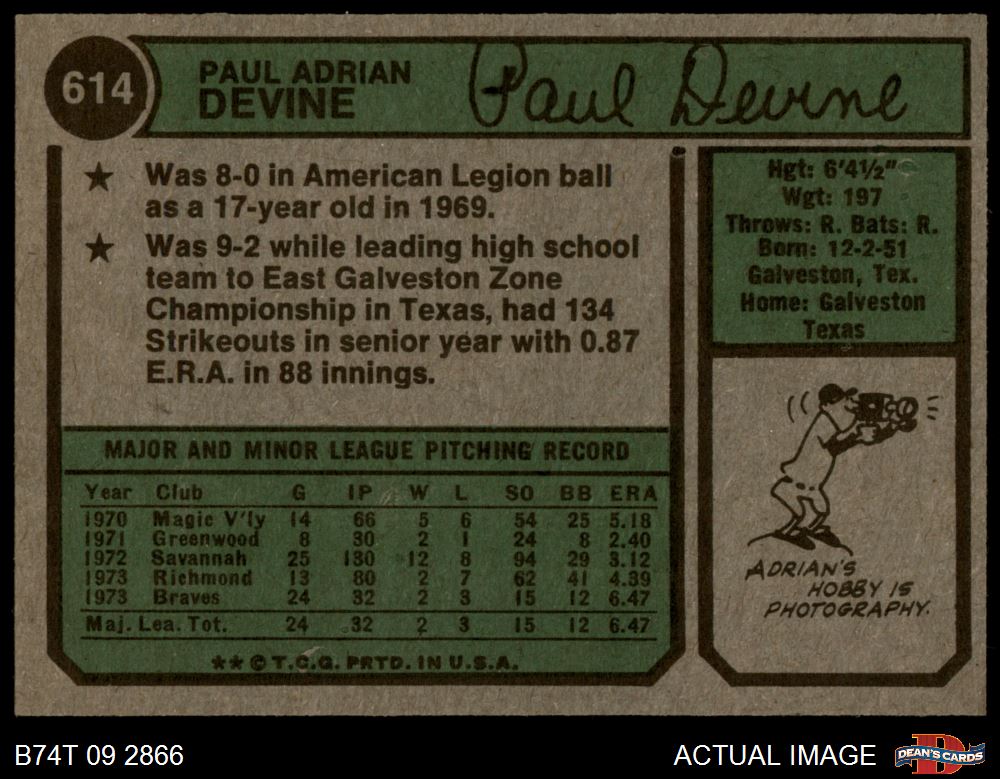 614
PAUL ADRIAN
DEVINE
Paul Devine
★ Was 8-0 in American Legion ball
as a 17-year old in 1969.
★ Was 9-2 while leading high school
team to East Galveston Zone
Championship in Texas, had 134
Strikeouts in senior year with 0.87
E.R.A. in 88 innings.
Hgt: 6'4½"
Wgt: 197
Throws: R. Bats: R.
Born: 12-2-51
Galveston, Tex.
Home: Galveston
Texas
MAJOR AND MINOR LEAGUE PITCHING RECORD
Year Club G IP W L SO BB ERA
1970 Magic V'ly 14 66 5 6 54 25 5.18
1971 Greenwood 8 30 2 1 24 8 2.40
1972 Savannah 25 130 12 8 94 29 3.12
1973 Richmond 13 80 2 7 62 41 4.39
1973 Braves 24 32 2 3 15 12 6.47
Maj. Lea. Tot. 24 32 2 3 15 12 6.47
★★ © T.C.G. PRTD. IN U.S.A.
ADRIAN'S
HOBBY IS
PHOTOGRAPHY.
B74T 09 2866
ACTUAL IMAGE
DEAN'S CARDS